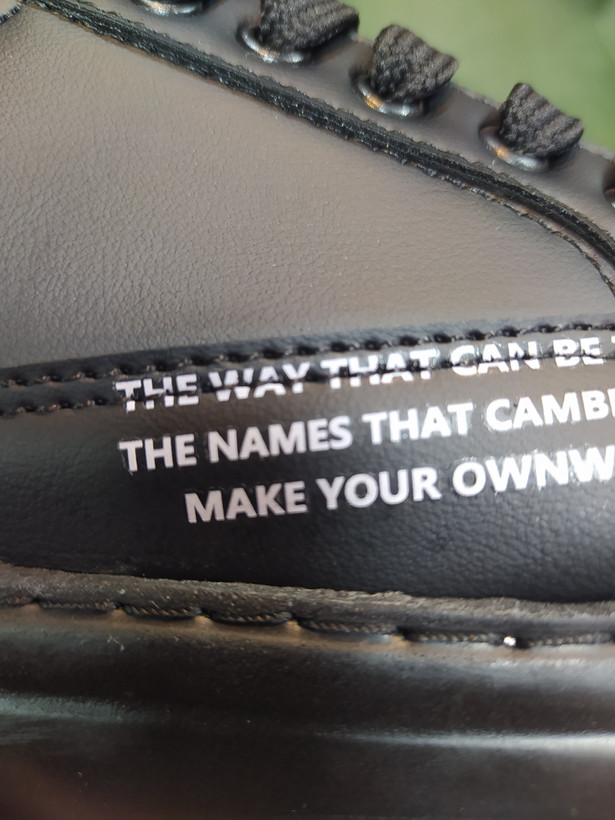 THE WAY THAT CAN BE
THE NAMES THAT CAMB
MAKE YOUR OWNW